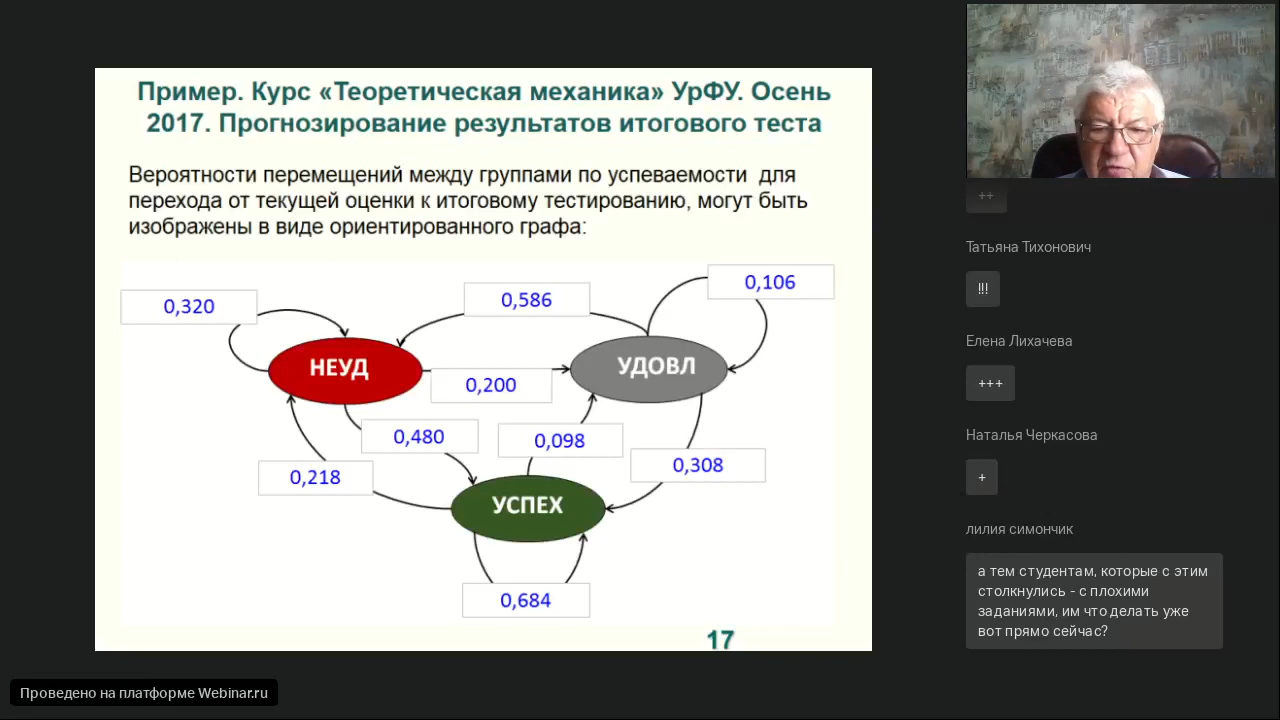 Пример. Курс «Теоретическая механика» УрФУ. Осень
2017. Прогнозирование результатов итогового теста
Вероятности перемещений между группами по успеваемости для
перехода от текущей оценки к итоговому тестированию, могут быть
изображены в виде ориентированного графа:
0,320
0,586
0,106
НЕУД
УДОВЛ
0,200
0,480
0,098
0,218
0,308
УСПЕХ
0,684
17
Проведено на платформе Webinar.ru
++
Татьяна Тихонович
!!!
Елена Лихачева
+++
Наталья Черкасова
+
лилия симончик
а тем студентам, которые с этим
столкнулись - с плохими
заданиями, им что делать уже
вот прямо сейчас?